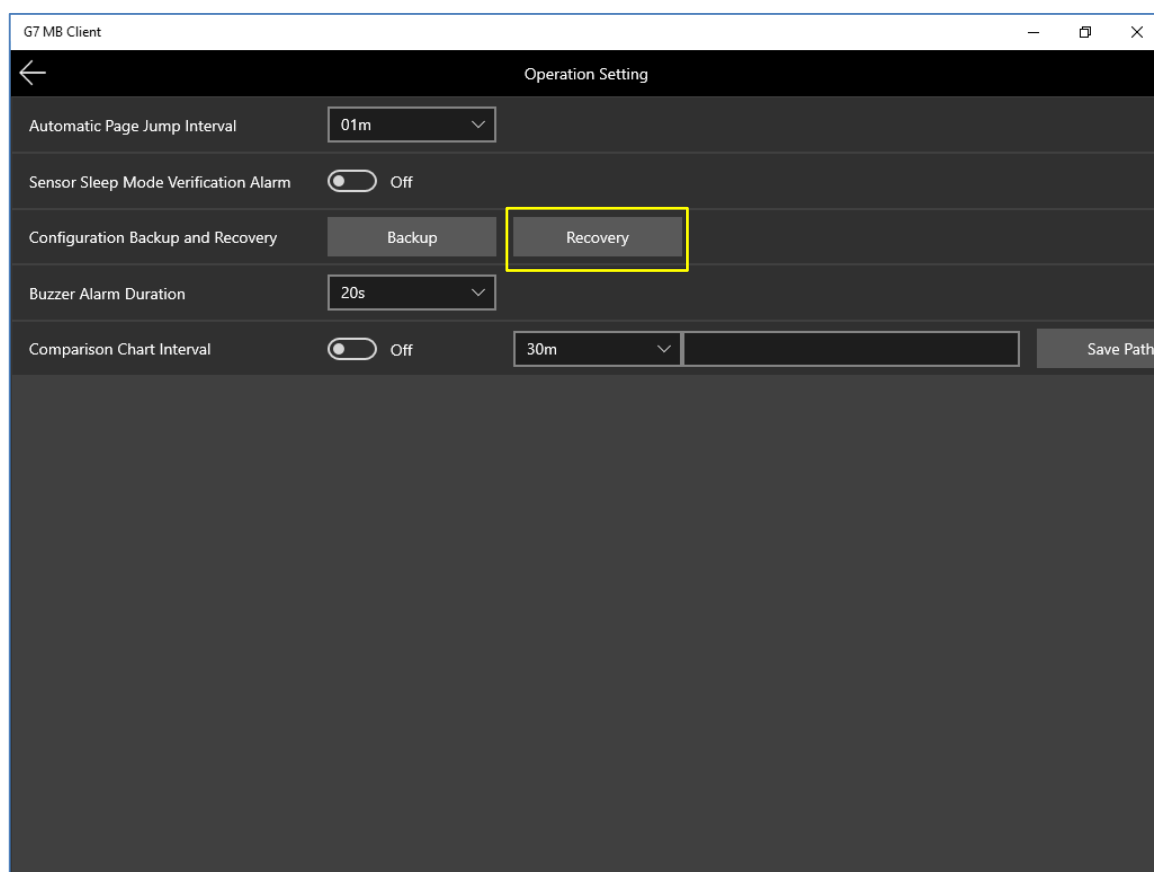 G7 MB Client
Operation Setting
Automatic Page Jump Interval 01m
Sensor Sleep Mode Verification Alarm Off
Configuration Backup and Recovery Backup Recovery
Buzzer Alarm Duration 20s
Comparison Chart Interval Off 30m Save Path